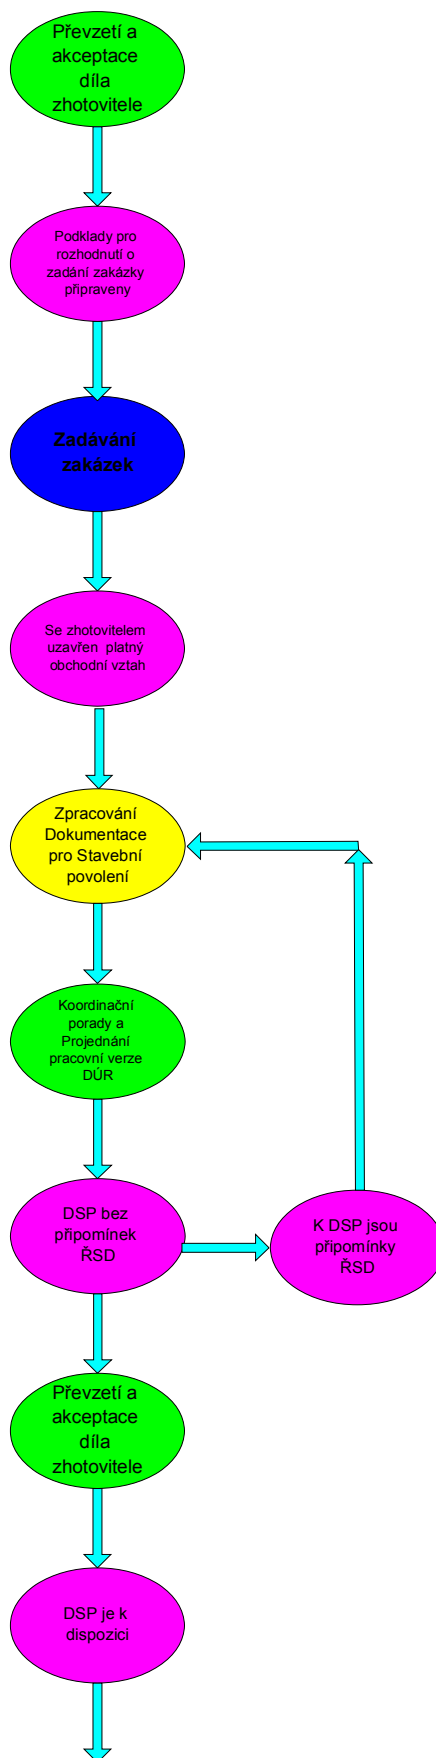 Převzetí a
akceptace
díla
zhotovitele
Podklady pro
rozhodnutí o
zadání zakázky
připraveny
Zadávání
zakázek
Se zhotovitelem
uzavřen platný
obchodní vztah
Zpracování
Dokumentace
pro Stavební
povolení
Koordinační
porady a
Projednání
pracovní verze
DÚR
DSP bez
připomínek
ŘSD
K DSP jsou
připomínky
ŘSD
Převzetí a
akceptace
díla
zhotovitele
DSP je k
dispozici